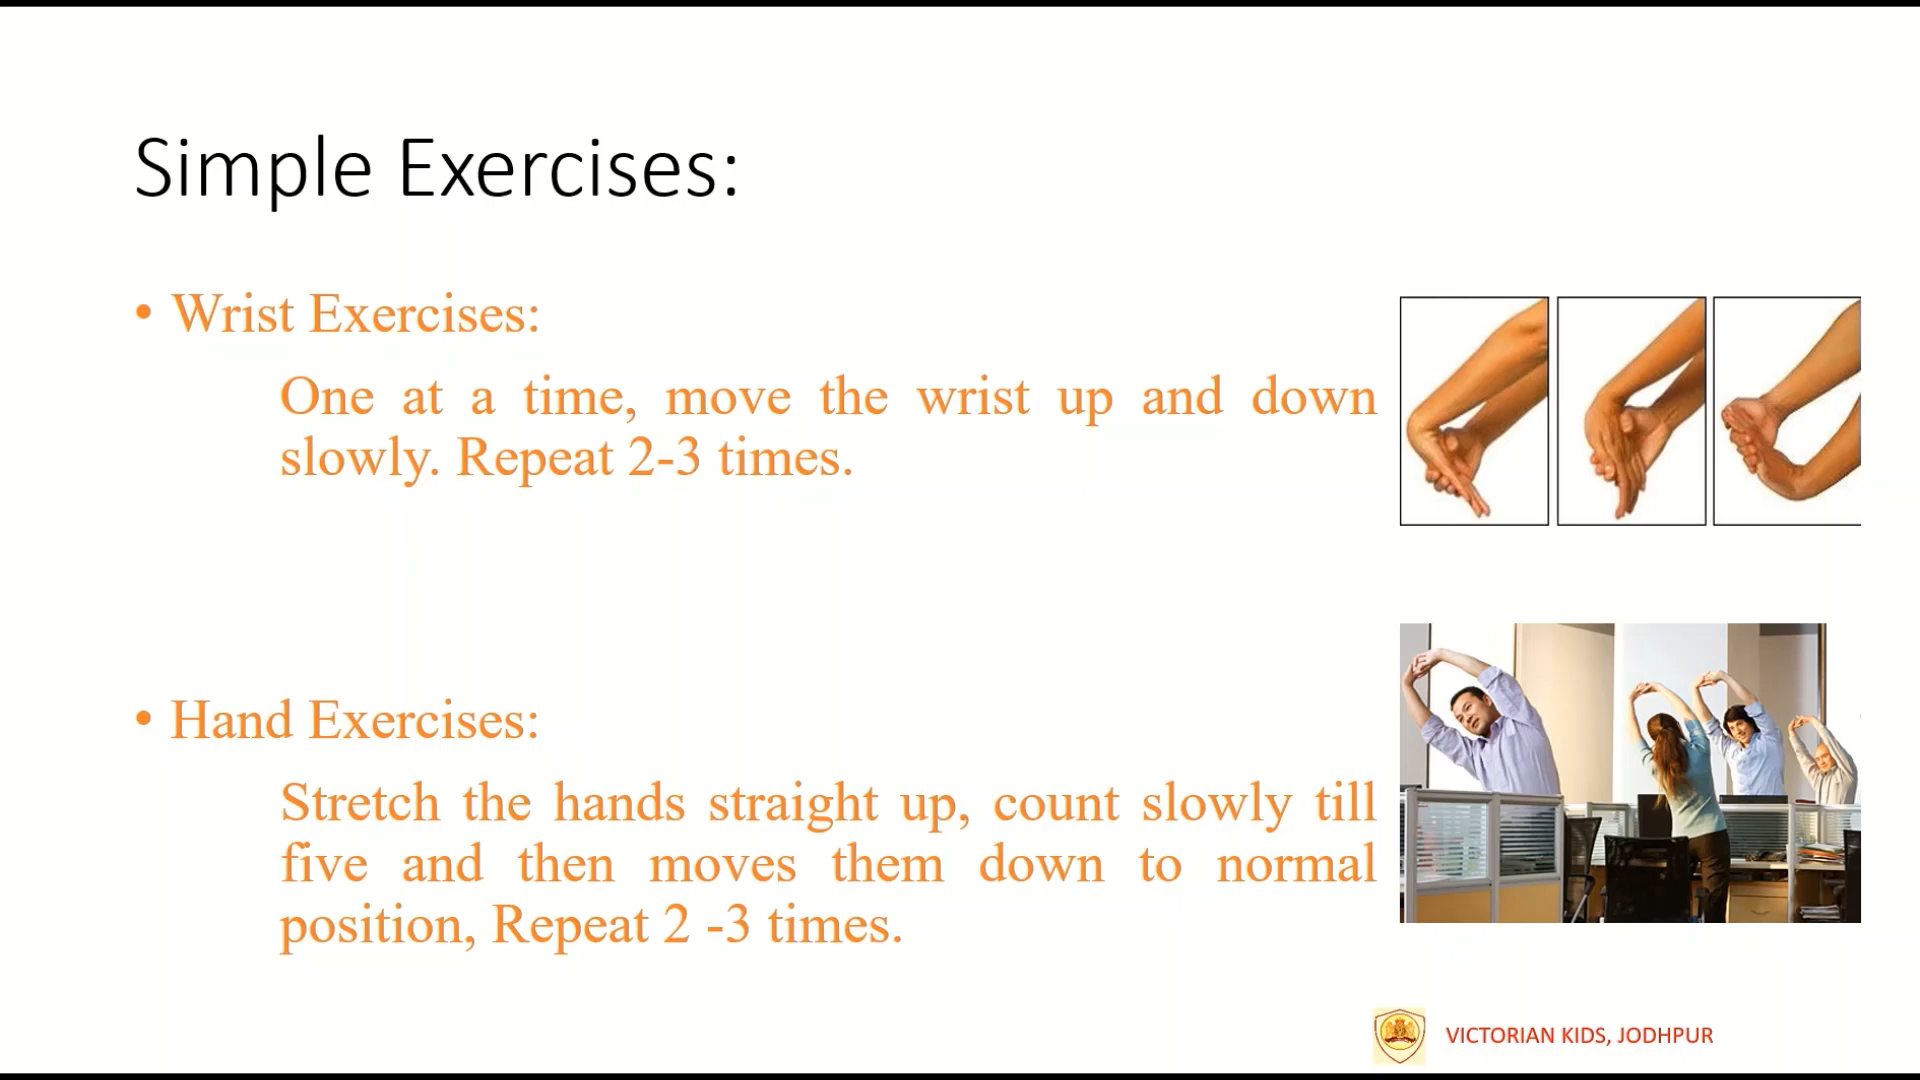 Simple Exercises:
• Wrist Exercises:
One at a time, move the wrist up and down
slowly. Repeat 2-3 times.
• Hand Exercises:
Stretch the hands straight up, count slowly till
five and then moves them down to normal
position, Repeat 2 -3 times.
VICTORIAN KIDS, JODHPUR